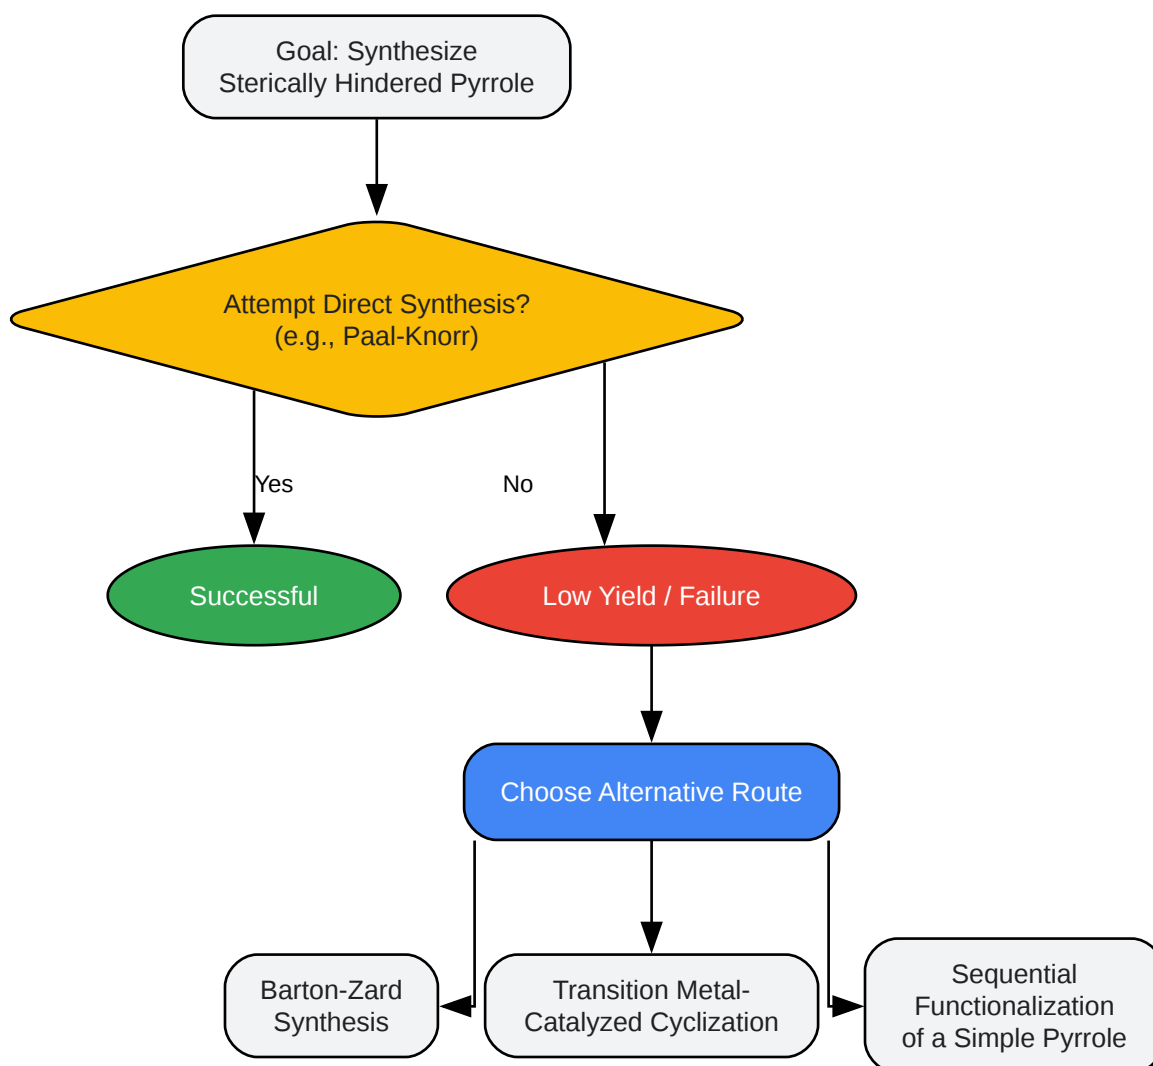 Goal: Synthesize
Sterically Hindered Pyrrole
Attempt Direct Synthesis?
(e.g., Paal-Knorr)
Yes
No
Successful
Low Yield / Failure
Choose Alternative Route
Barton-Zard
Synthesis
Transition Metal-
Catalyzed Cyclization
Sequential
Functionalization
of a Simple Pyrrole